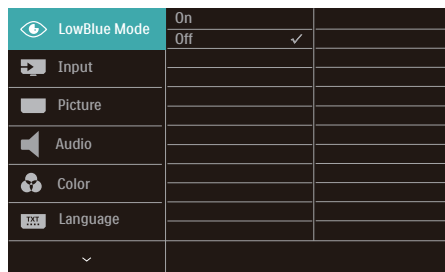 LowBlue Mode
On
Off
Input
Picture
Audio
Color
TXT
Language